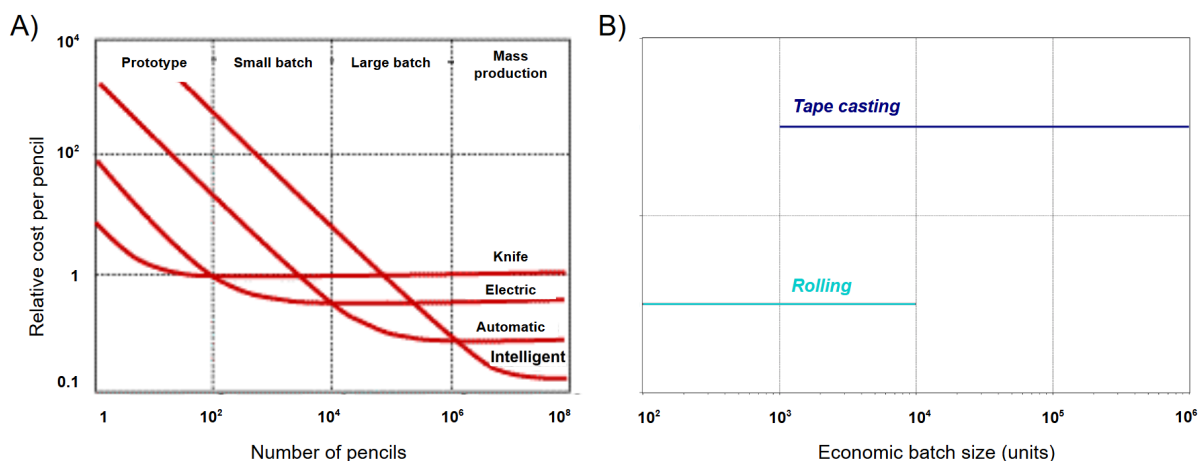 A)
Relative cost per pencil
10⁴
10²
1
0.1
Prototype
Small batch
Large batch
Mass
production
Knife
Electric
Automatic
Intelligent
1
10²
10⁴
10⁶
10⁸
Number of pencils
B)
Tape casting
Rolling
10²
10³
10⁴
10⁵
10⁶
Economic batch size (units)